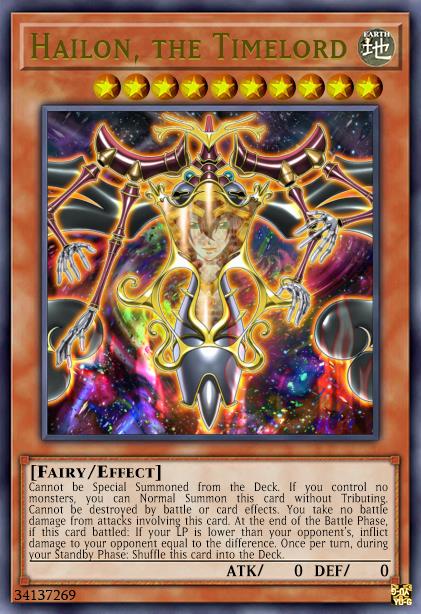 HAILON, THE TIMELORD
EARTH
地
[FAIRY/EFFECT]
Cannot be Special Summoned from the Deck. If you control no
monsters, you can Normal Summon this card without Tributing.
Cannot be destroyed by battle or card effects. You take no battle
damage from attacks involving this card. At the end of the Battle Phase,
if this card battled: If your LP is lower than your opponent's, inflict
damage to your opponent equal to the difference. Once per turn, during
your Standby Phase: Shuffle this card into the Deck.
ATK/ 0 DEF/ 0
34137269